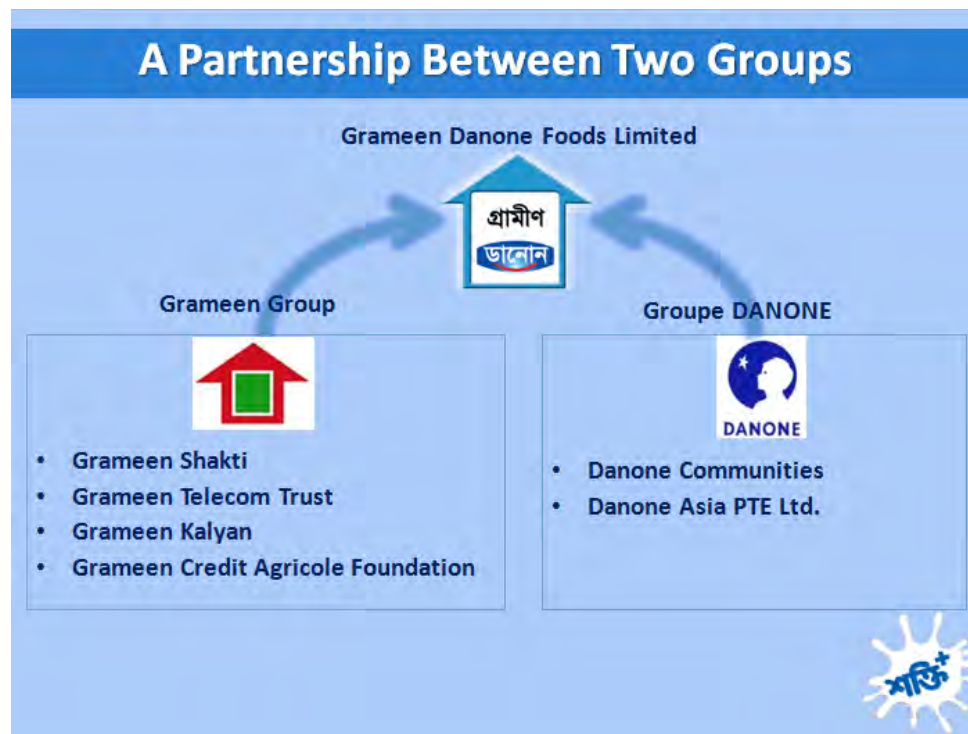 A Partnership Between Two Groups
Grameen Danone Foods Limited
গ্রামীণ
ডানোন
Grameen Group
Groupe DANONE
DANONE
• Grameen Shakti
• Grameen Telecom Trust
• Grameen Kalyan
• Grameen Credit Agricole Foundation
• Danone Communities
• Danone Asia PTE Ltd.
শক্তি+